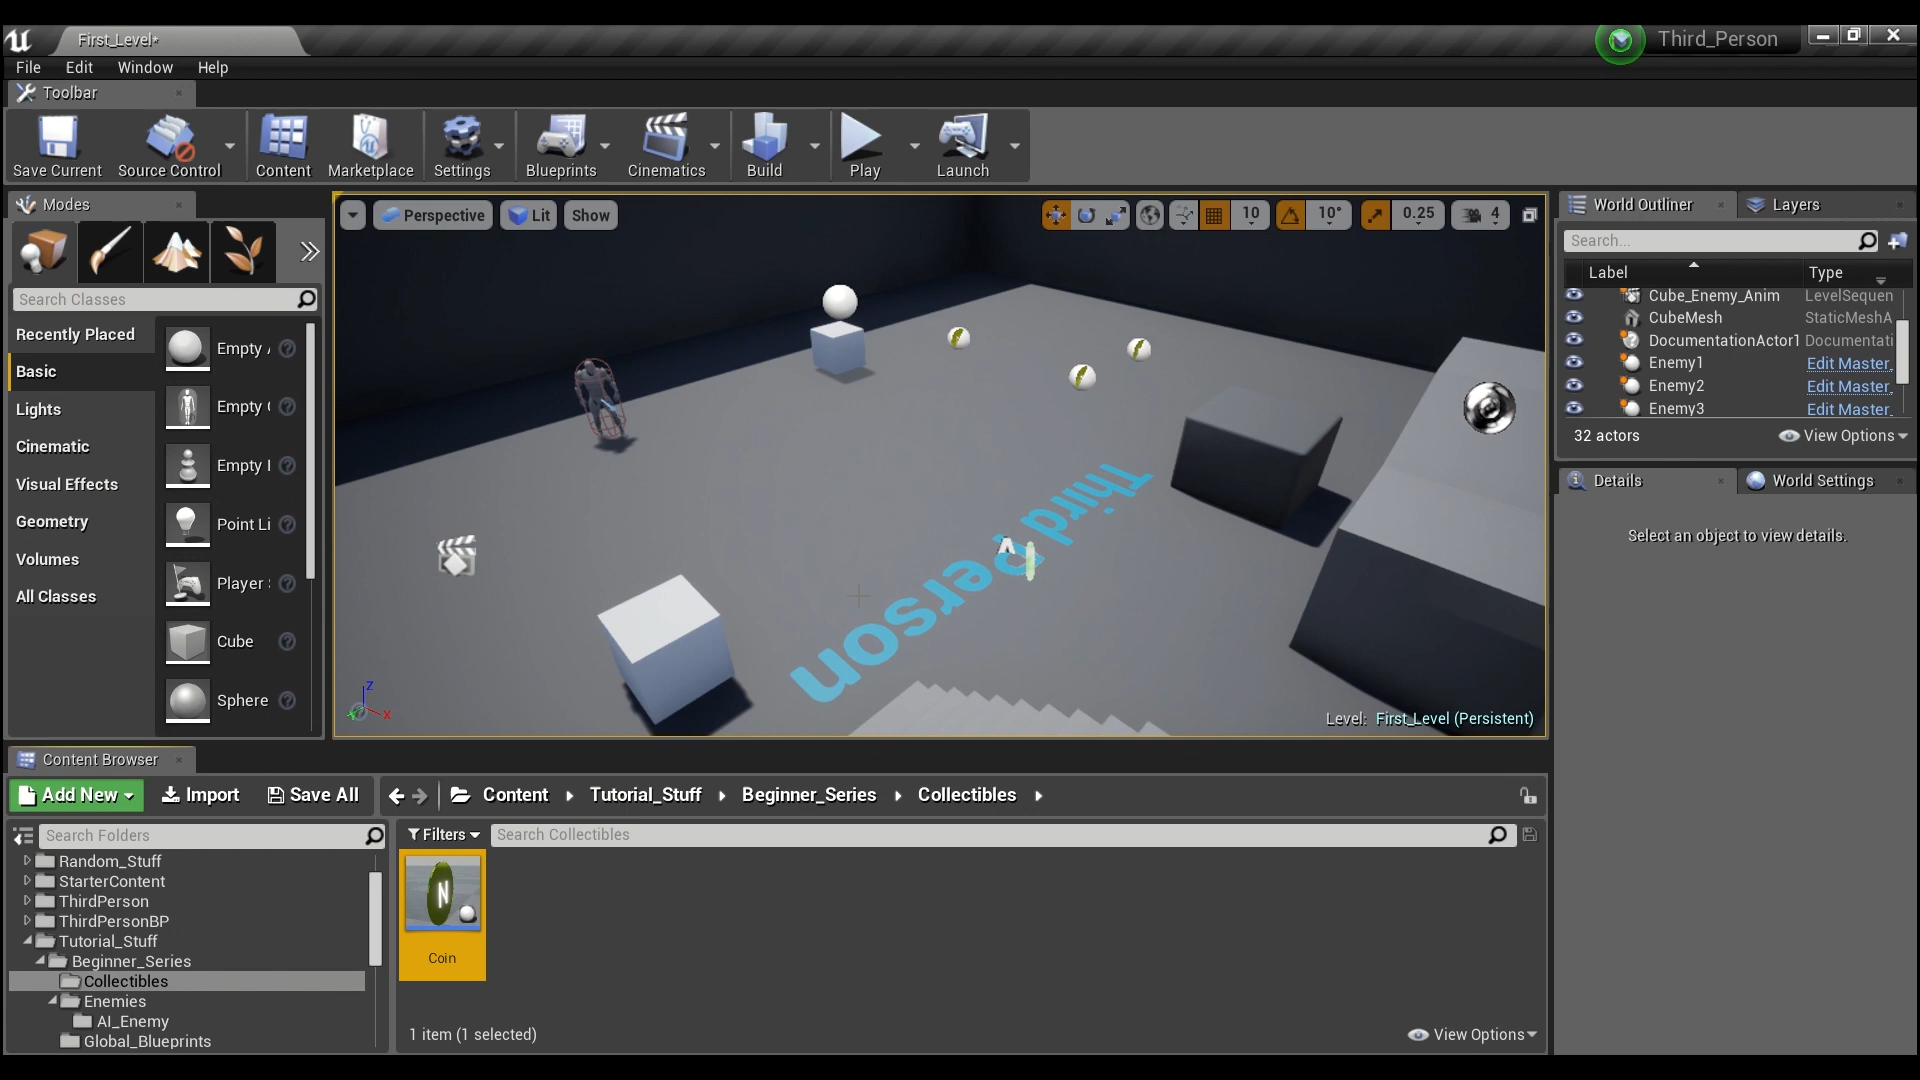 First_Level*
Third_Person
File Edit Window Help
Toolbar
Save Current Source Control Content Marketplace Settings Blueprints Cinematics Build Play Launch
Modes
Search Classes
Recently Placed
Basic
Lights
Cinematic
Visual Effects
Geometry
Volumes
All Classes
Empty A
Empty C
Empty P
Point Li
Player S
Cube
Sphere
Perspective Lit Show
10 10° 0.25 4
Third Person
A
Z
X
Level: First_Level (Persistent)
World Outliner Layers
Search...
Label Type
Cube_Enemy_Anim LevelSequen
CubeMesh StaticMeshA
DocumentationActor1 Documentati
Enemy1 Edit Master_
Enemy2 Edit Master_
Enemy3 Edit Master_
32 actors View Options
Details World Settings
Select an object to view details.
Content Browser
Add New Import Save All Content Tutorial_Stuff Beginner_Series Collectibles
Search Folders
Random_Stuff
StarterContent
ThirdPerson
ThirdPersonBP
Tutorial_Stuff
Beginner_Series
Collectibles
Enemies
AI_Enemy
Global_Blueprints
Filters Search Collectibles
N
Coin
1 item (1 selected) View Options